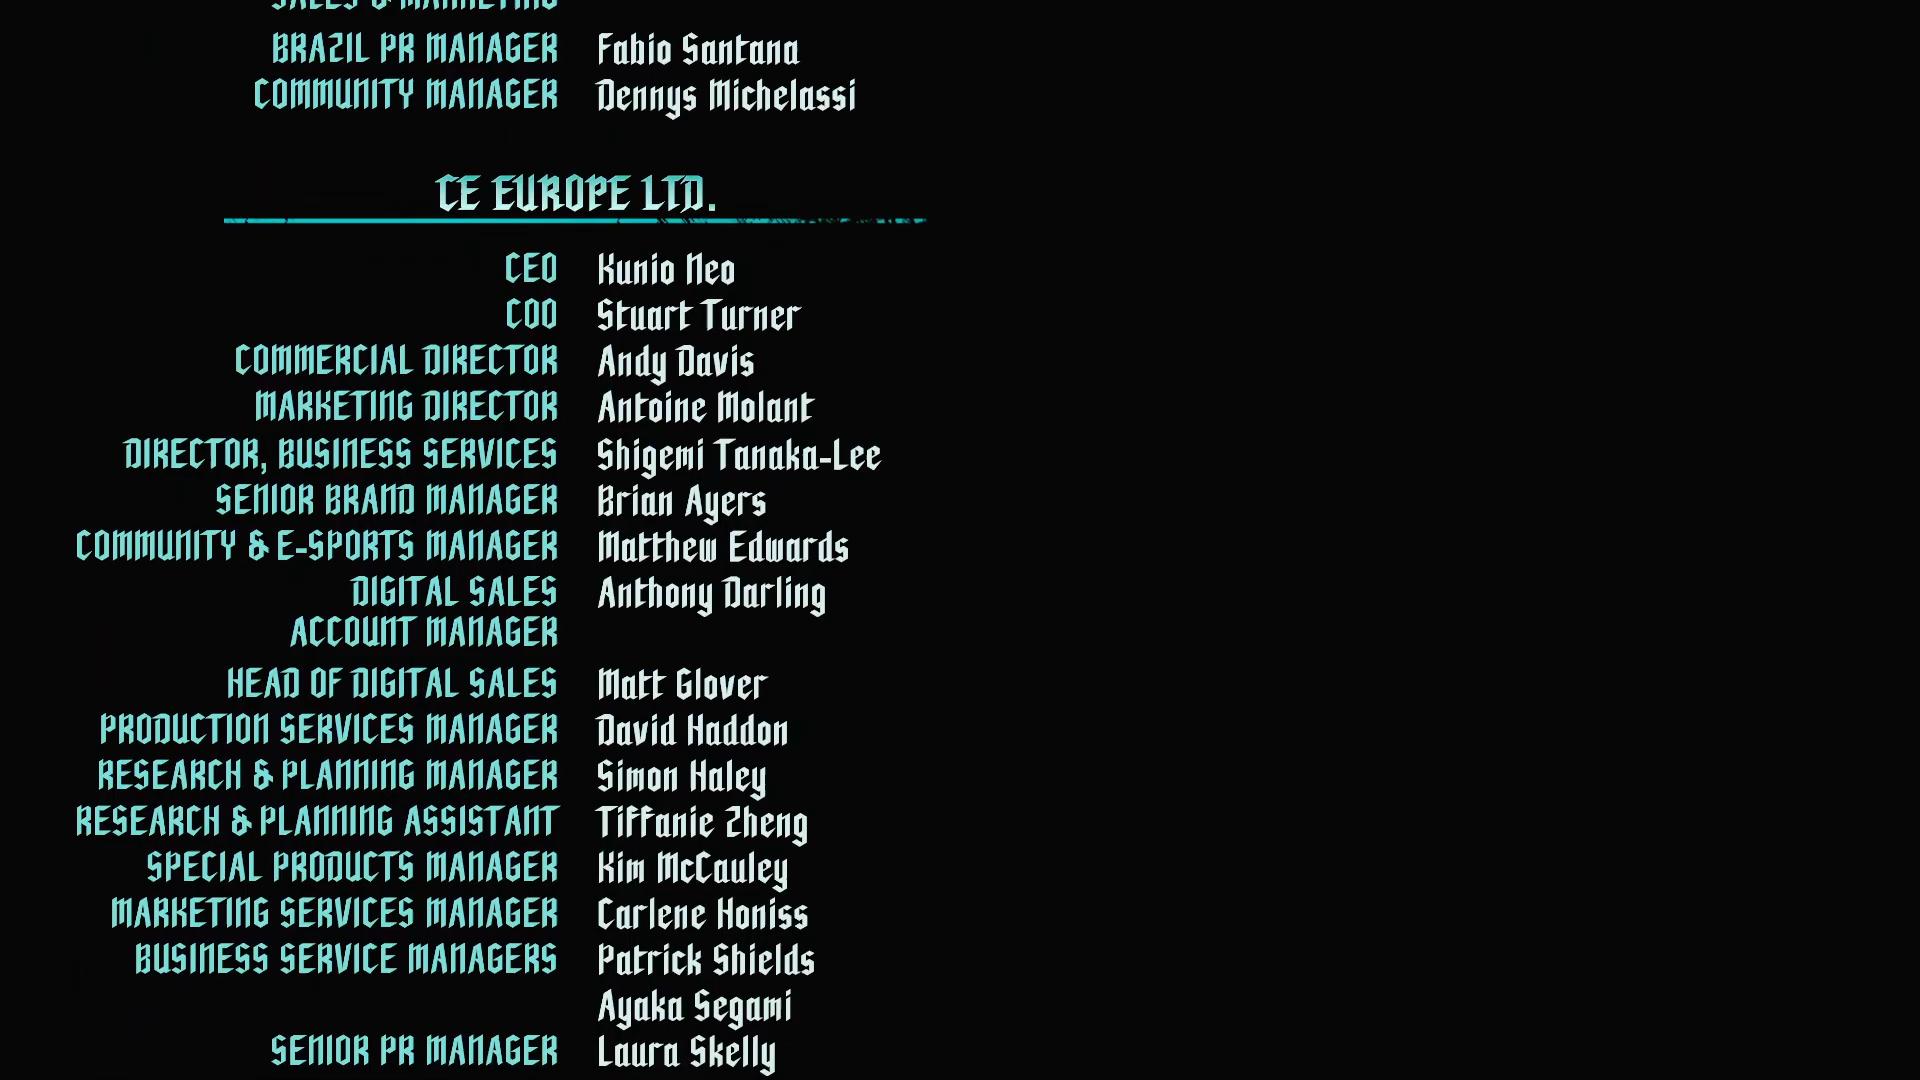 SALES & MARKETING
BRAZIL PR MANAGER Fabio Santana
COMMUNITY MANAGER Dennys Michelassi
CE EUROPE LTD.
CEO Kunio Neo
COO Stuart Turner
COMMERCIAL DIRECTOR Andy Davis
MARKETING DIRECTOR Antoine Molant
DIRECTOR, BUSINESS SERVICES Shigemi Tanaka-Lee
SENIOR BRAND MANAGER Brian Ayers
COMMUNITY & E-SPORTS MANAGER Matthew Edwards
DIGITAL SALES Anthony Darling
ACCOUNT MANAGER
HEAD OF DIGITAL SALES Matt Glover
PRODUCTION SERVICES MANAGER David Haddon
RESEARCH & PLANNING MANAGER Simon Haley
RESEARCH & PLANNING ASSISTANT Tiffanie Zheng
SPECIAL PRODUCTS MANAGER Kim McCauley
MARKETING SERVICES MANAGER Carlene Honiss
BUSINESS SERVICE MANAGERS Patrick Shields
Ayaka Segami
SENIOR PR MANAGER Laura Skelly